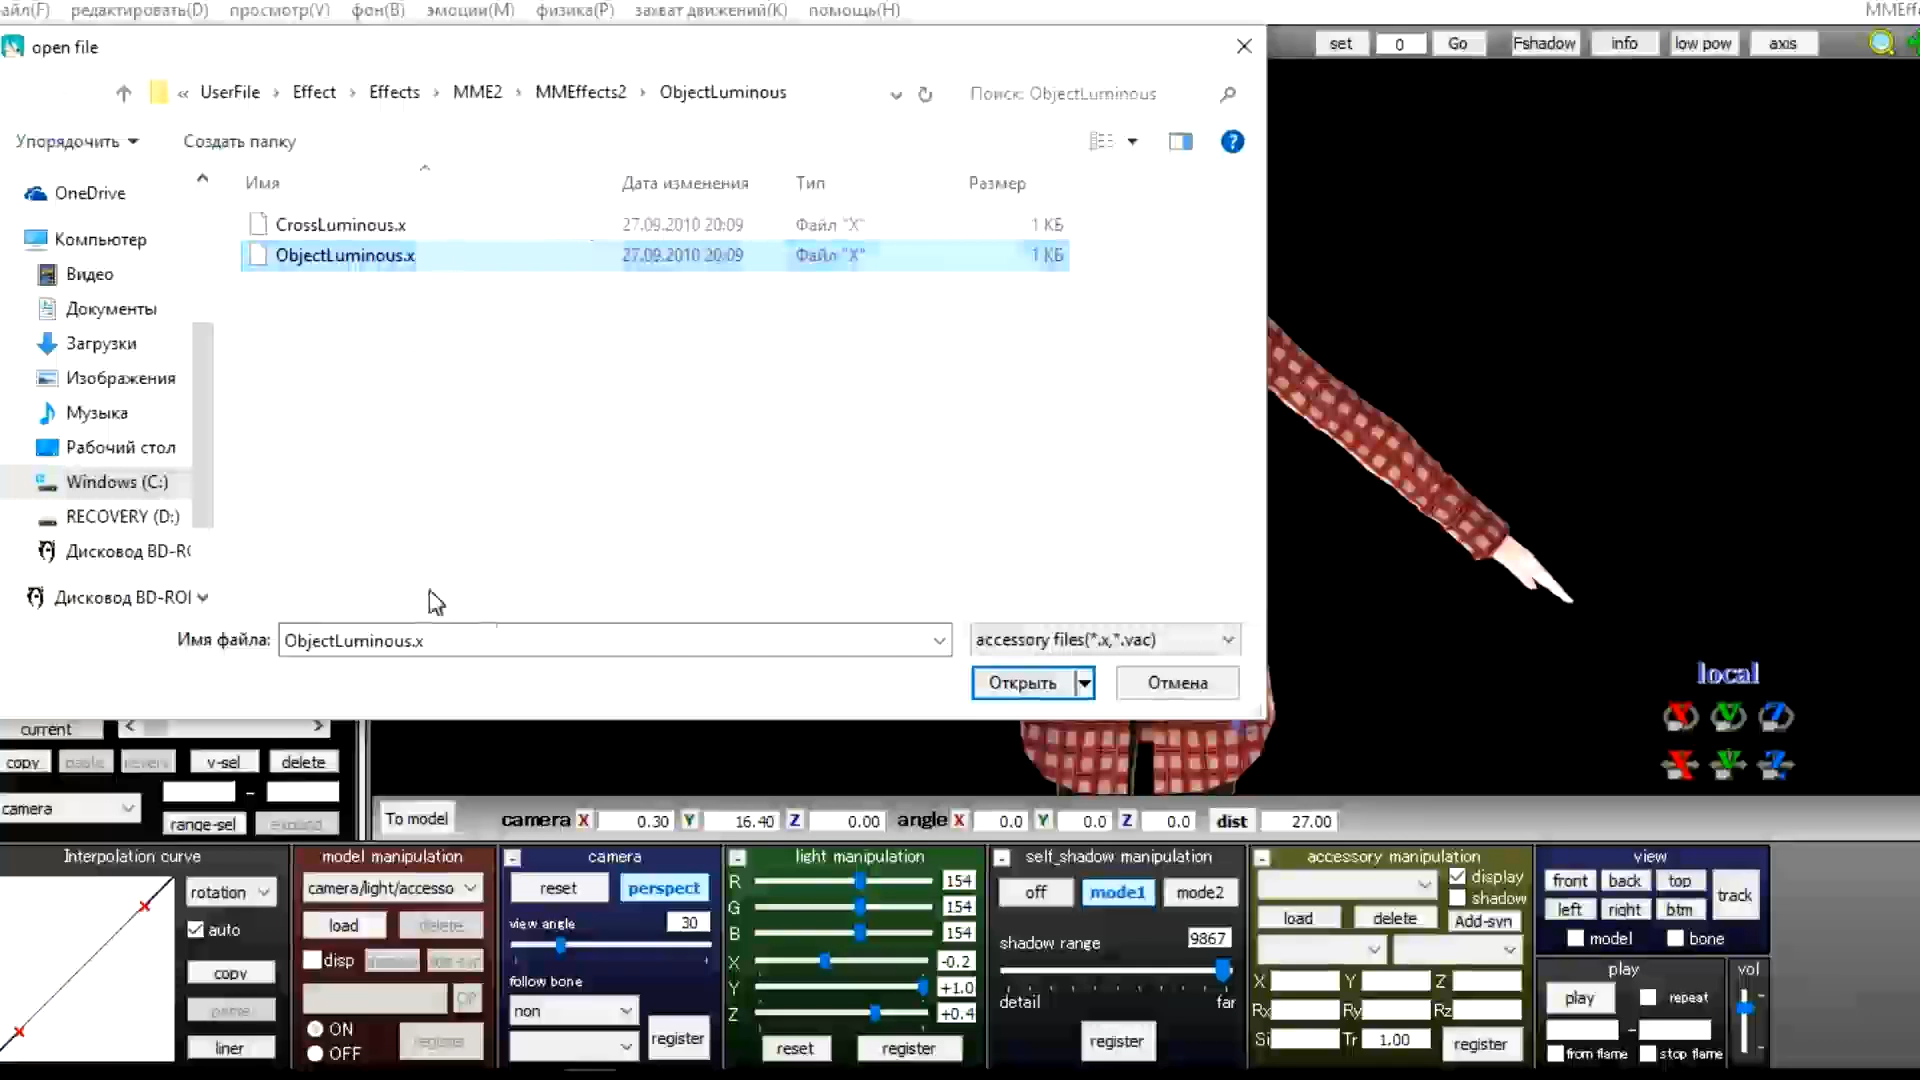 айл(F) редактировать(D) просмотр(V) фон(B) эмоции(M) физика(P) захват движений(K) помощь(H) MMEffe
open file
set 0 Go Fshadow info low pow axis
« UserFile › Effect › Effects › MME2 › MMEffects2 › ObjectLuminous
Поиск: ObjectLuminous
Упорядочить Создать папку
Имя Дата изменения Тип Размер
CrossLuminous.x 27.09.2010 20:09 Файл "X" 1 КБ
ObjectLuminous.x 27.09.2010 20:09 Файл "X" 1 КБ
OneDrive
Компьютер
Видео
Документы
Загрузки
Изображения
Музыка
Рабочий стол
Windows (C:)
RECOVERY (D:)
Дисковод BD-RO
Дисковод BD-ROI
Имя файла: ObjectLuminous.x accessory files(*.x,*.vac)
Открыть Отмена
local
X Y Z
X Y Z
current
copy paste v-sel delete
camera -
range-sel expand
To model camera X 0.30 Y 16.40 Z 0.00 angle X 0.0 Y 0.0 Z 0.0 dist 27.00
Interpolation curve
rotation
auto
copy
paste
liner
model manipulation
camera/light/accesso
load delete
disp
OP
ON
OFF
register
camera
reset perspect
view angle 30
follow bone
non
register
light manipulation
R 154
G 154
B 154
X -0.2
Y +1.0
Z +0.4
reset register
self_shadow manipulation
off mode1 mode2
shadow range 9867
detail far
register
accessory manipulation
display
shadow
load delete Add-svn
X Y Z
Rx Ry Rz
Si Tr 1.00 register
view
front back top
left right btm track
model bone
play
play repeat
-
from flame stop flame
vol